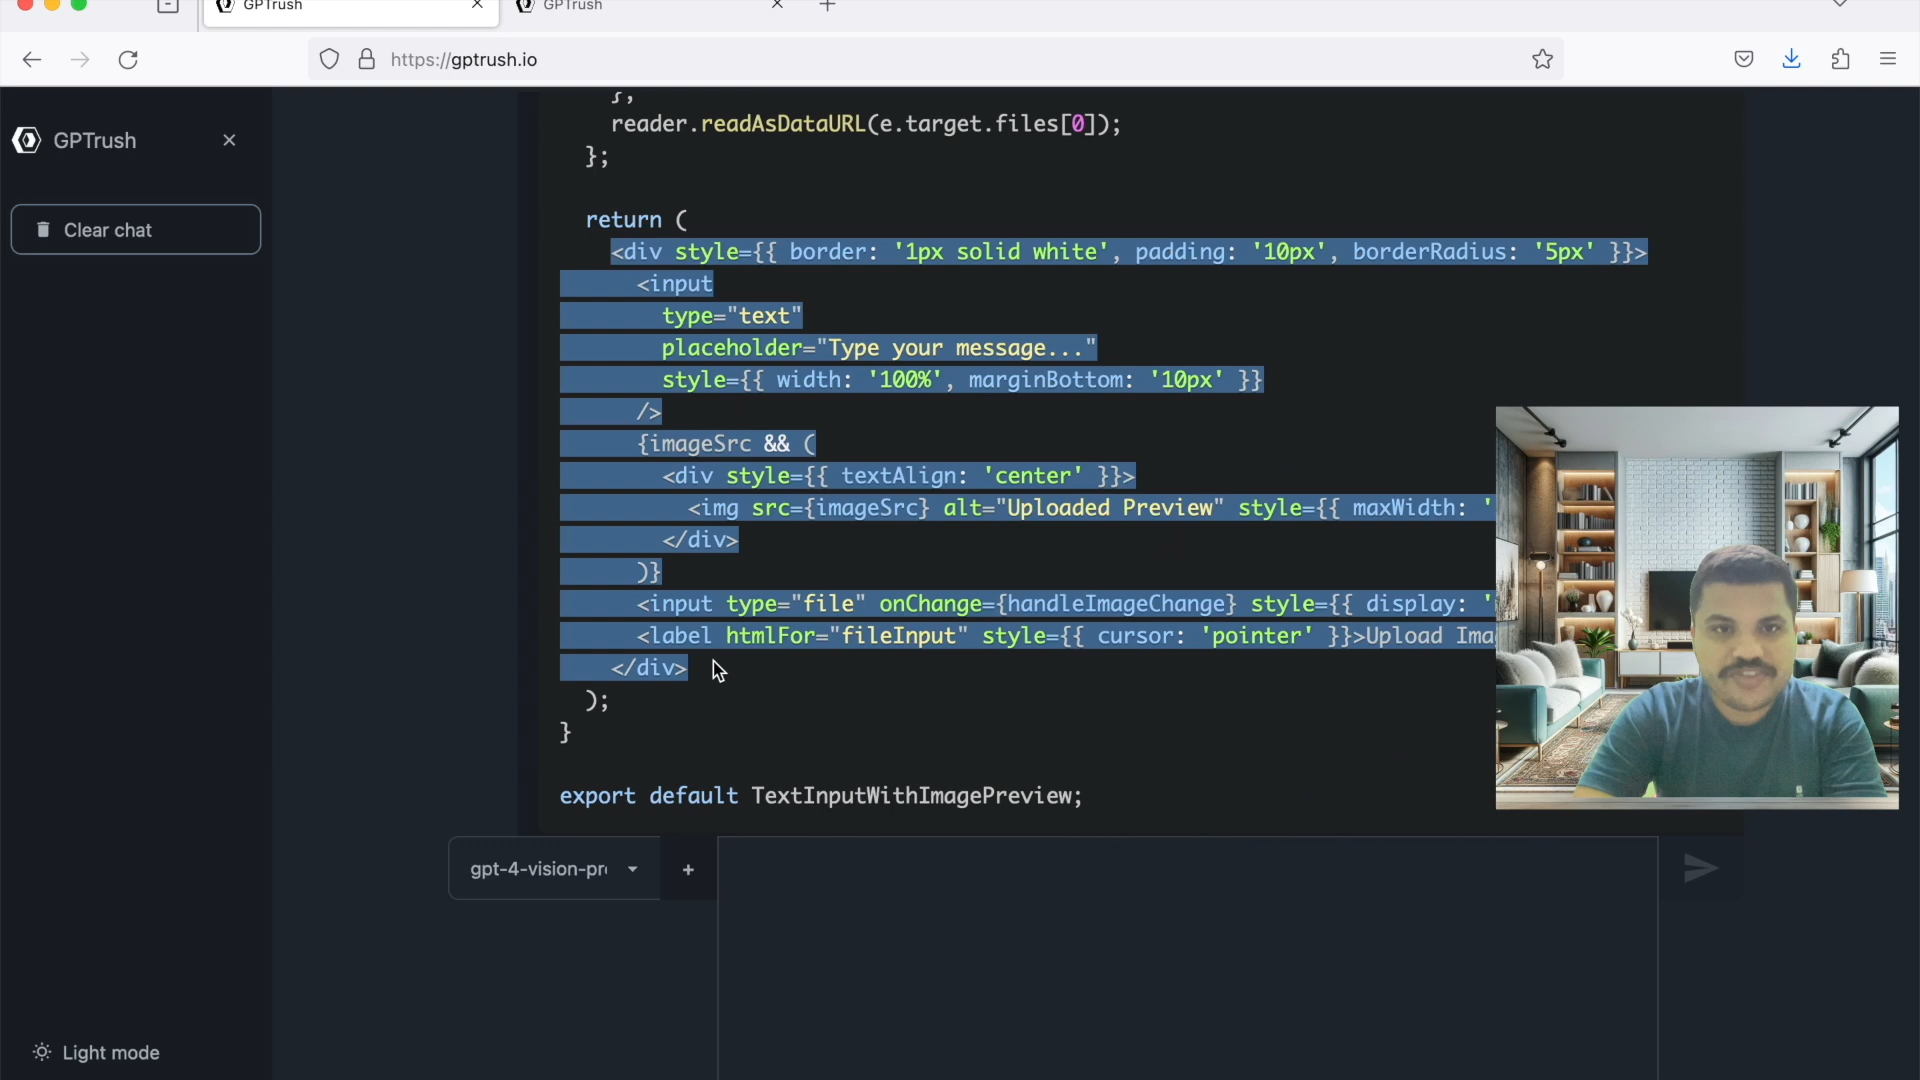 GPTrush
GPTrush
https://gptrush.io
GPTrush
Clear chat
},
reader.readAsDataURL(e.target.files[0]);
};
return (
<div style={{ border: '1px solid white', padding: '10px', borderRadius: '5px' }}>
<input
type="text"
placeholder="Type your message..."
style={{ width: '100%', marginBottom: '10px' }}
/>
{imageSrc && (
<div style={{ textAlign: 'center' }}>
<img src={imageSrc} alt="Uploaded Preview" style={{ maxWidth: '
</div>
)}
<input type="file" onChange={handleImageChange} style={{ display: '
<label htmlFor="fileInput" style={{ cursor: 'pointer' }}>Upload Ima
</div>
);
}
export default TextInputWithImagePreview;
gpt-4-vision-pr
+
Light mode